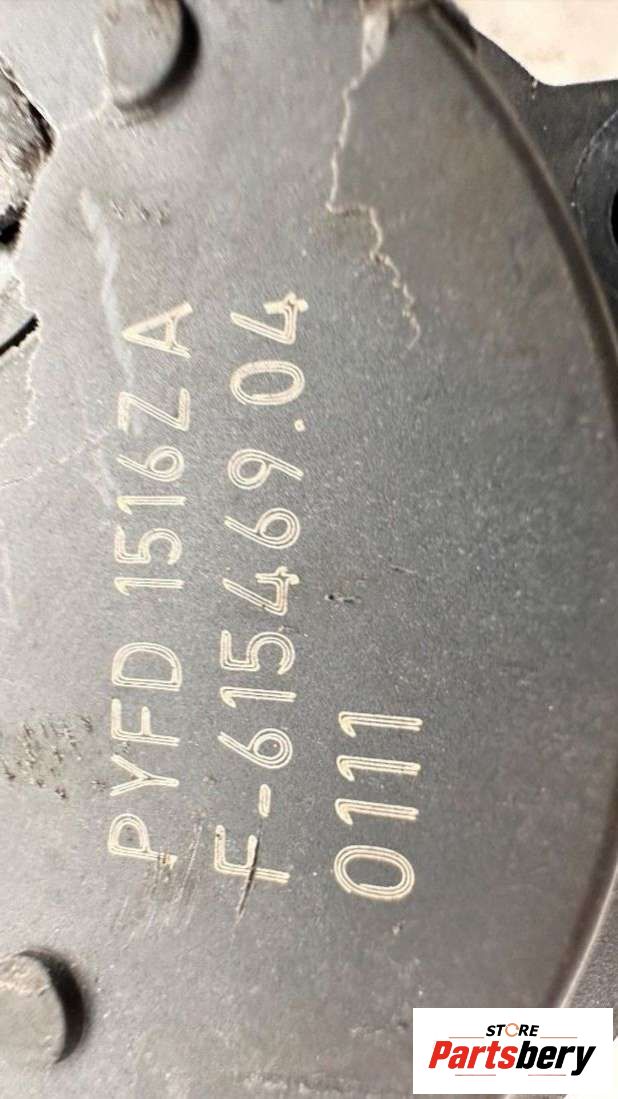 PYFD 1516ZA
F-615469.04
0111
STORE
Partsbery